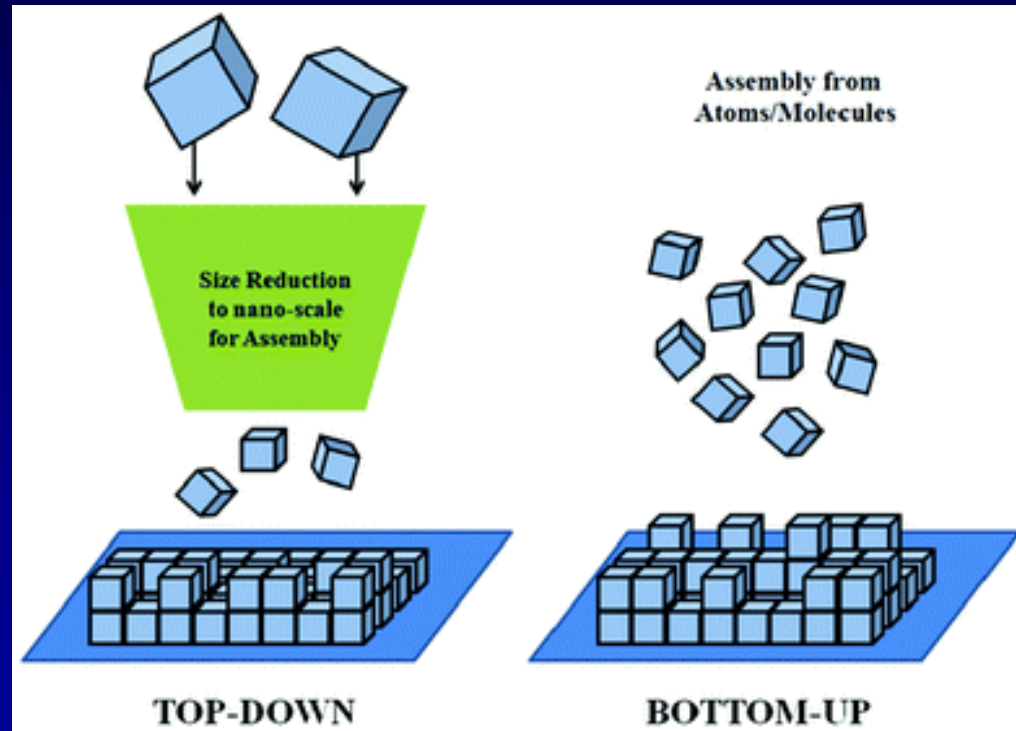 Size Reduction
to nano-scale
for Assembly
TOP-DOWN
Assembly from
Atoms/Molecules
BOTTOM-UP